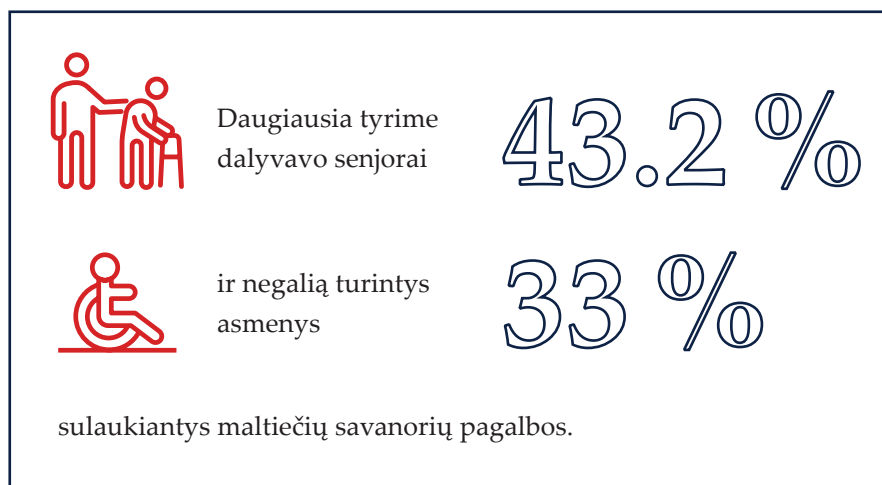 Daugiausia tyrime
dalyvavo senjorai
43.2 %
ir negalią turintys
asmenys
33 %
sulaukiantys maltiečių savanorių pagalbos.